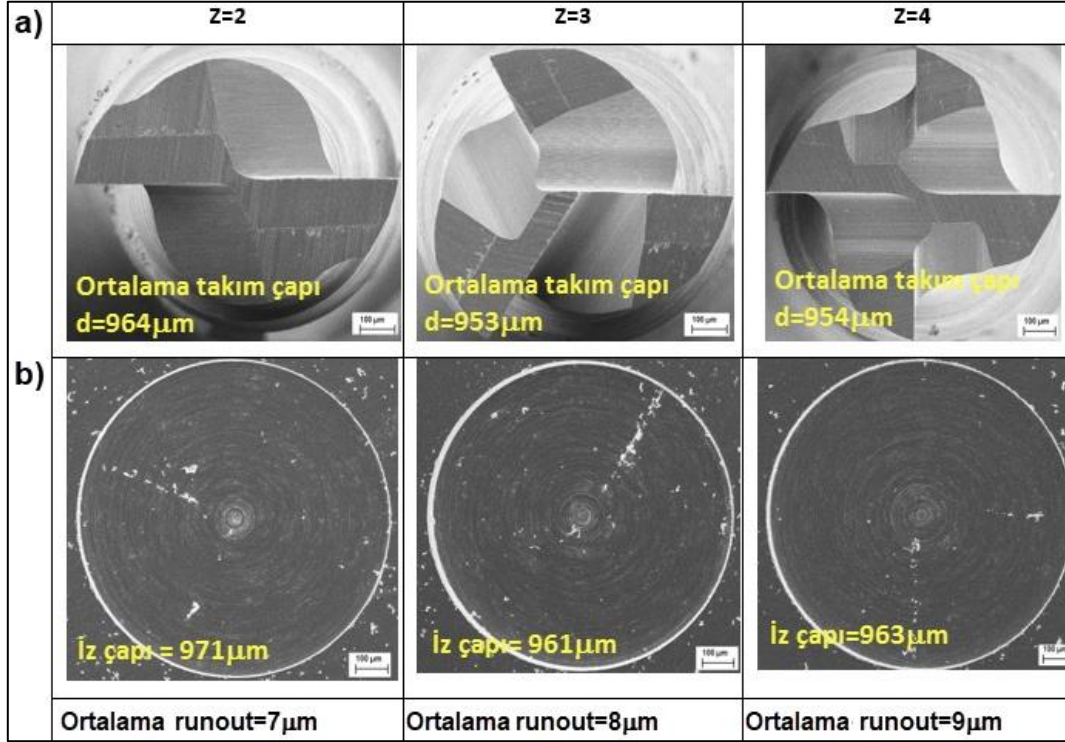 a)
Z=2
Z=3
Z=4
Ortalama takım çapı
d=964µm
100 µm
Ortalama takım çapı
d=953µm
100 µm
Ortalama takım çapı
d=954µm
100 µm
b)
İz çapı = 971µm
100 µm
İz çapı= 961µm
100 µm
İz çapı=963µm
100 µm
Ortalama runout=7µm
Ortalama runout=8µm
Ortalama runout=9µm